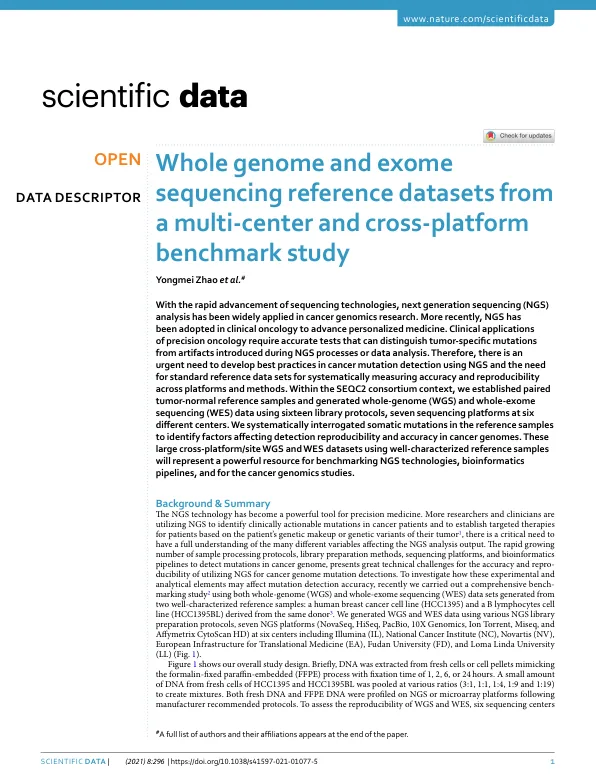 www.nature.com/scientificdata
scientific data
Check for updates
OPEN
DATA DESCRIPTOR
Whole genome and exome
sequencing reference datasets from
a multi-center and cross-platform
benchmark study
Yongmei Zhao et al.#
With the rapid advancement of sequencing technologies, next generation sequencing (NGS)
analysis has been widely applied in cancer genomics research. More recently, NGS has
been adopted in clinical oncology to advance personalized medicine. Clinical applications
of precision oncology require accurate tests that can distinguish tumor-specific mutations
from artifacts introduced during NGS processes or data analysis. Therefore, there is an
urgent need to develop best practices in cancer mutation detection using NGS and the need
for standard reference data sets for systematically measuring accuracy and reproducibility
across platforms and methods. Within the SEQC2 consortium context, we established paired
tumor-normal reference samples and generated whole-genome (WGS) and whole-exome
sequencing (WES) data using sixteen library protocols, seven sequencing platforms at six
different centers. We systematically interrogated somatic mutations in the reference samples
to identify factors affecting detection reproducibility and accuracy in cancer genomes. These
large cross-platform/site WGS and WES datasets using well-characterized reference samples
will represent a powerful resource for benchmarking NGS technologies, bioinformatics
pipelines, and for the cancer genomics studies.
Background & Summary
The NGS technology has become a powerful tool for precision medicine. More researchers and clinicians are
utilizing NGS to identify clinically actionable mutations in cancer patients and to establish targeted therapies
for patients based on the patient's genetic makeup or genetic variants of their tumor1, there is a critical need to
have a full understanding of the many different variables affecting the NGS analysis output. The rapid growing
number of sample processing protocols, library preparation methods, sequencing platforms, and bioinformatics
pipelines to detect mutations in cancer genome, presents great technical challenges for the accuracy and repro-
ducibility of utilizing NGS for cancer genome mutation detections. To investigate how these experimental and
analytical elements may affect mutation detection accuracy, recently we carried out a comprehensive bench-
marking study2 using both whole-genome (WGS) and whole-exome sequencing (WES) data sets generated from
two well-characterized reference samples: a human breast cancer cell line (HCC1395) and a B lymphocytes cell
line (HCC1395BL) derived from the same donor3. We generated WGS and WES data using various NGS library
preparation protocols, seven NGS platforms (NovaSeq, HiSeq, PacBio, 10X Genomics, Ion Torrent, Miseq, and
Affymetrix CytoScan HD) at six centers including Illumina (IL), National Cancer Institute (NC), Novartis (NV),
European Infrastructure for Translational Medicine (EA), Fudan University (FD), and Loma Linda University
(LL) (Fig. 1).
Figure 1 shows our overall study design. Briefly, DNA was extracted from fresh cells or cell pellets mimicking
the formalin-fixed paraffin-embedded (FFPE) process with fixation time of 1, 2, 6, or 24 hours. A small amount
of DNA from fresh cells of HCC1395 and HCC1395BL was pooled at various ratios (3:1, 1:1, 1:4, 1:9 and 1:19)
to create mixtures. Both fresh DNA and FFPE DNA were profiled on NGS or microarray platforms following
manufacturer recommended protocols. To assess the reproducibility of WGS and WES, six sequencing centers
#A full list of authors and their affiliations appears at the end of the paper.
SCIENTIFIC DATA | (2021) 8:296 | https://doi.org/10.1038/s41597-021-01077-5 1